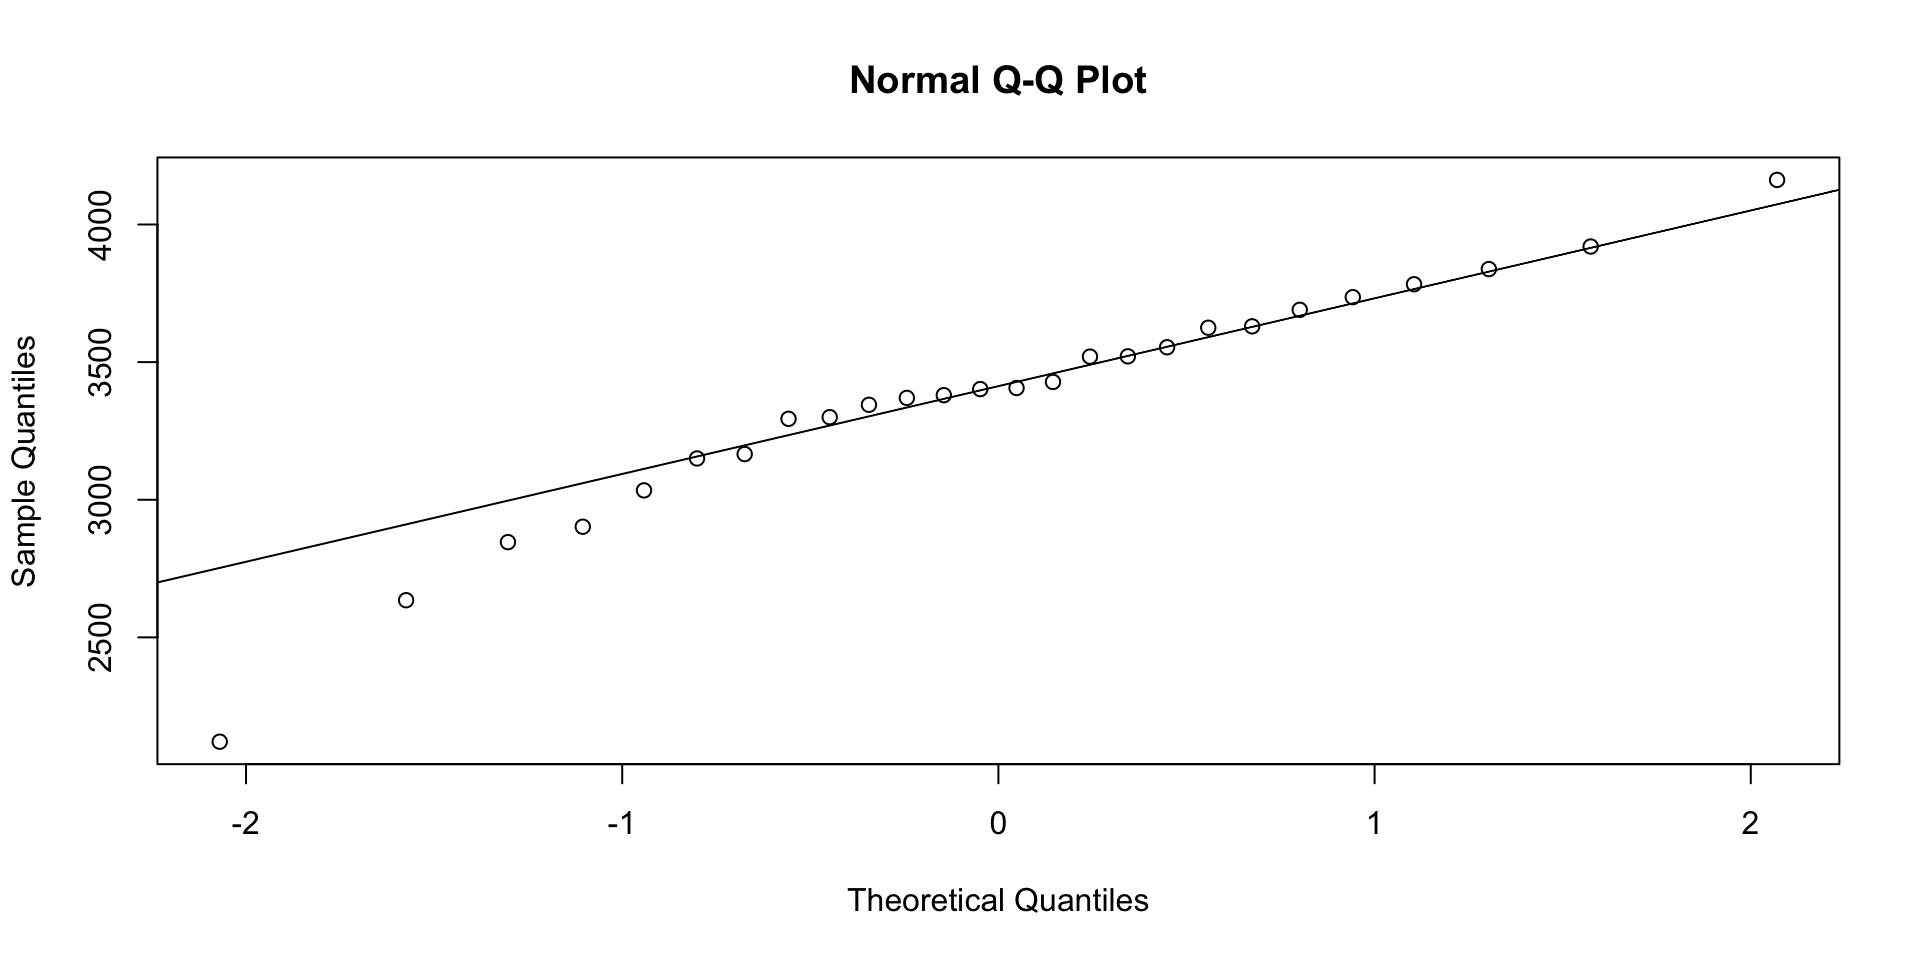 Normal Q-Q Plot
Sample Quantiles
4000
3500
3000
2500
-2 -1 0 1 2
Theoretical Quantiles